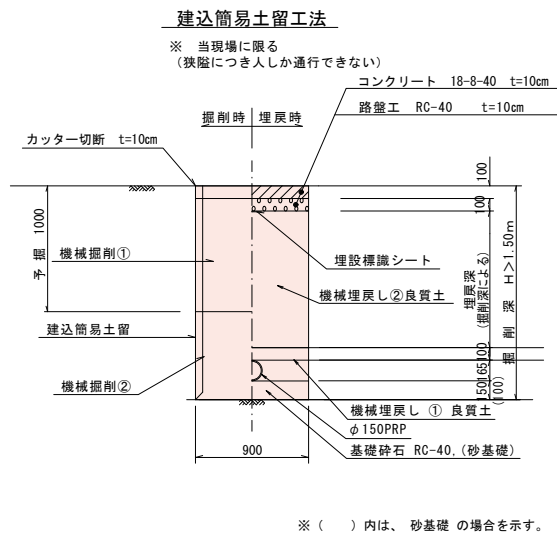 建込簡易土留工法
※　当現場に限る
（狭隘につき人しか通行できない）
コンクリート　18-8-40　t=10cm
路盤工　RC-40　t=10cm
掘削時　埋戻時
カッター切断　t=10cm
100
100
予掘　1000
機械掘削①
埋設標識シート
機械埋戻し②良質土
埋戻深
（掘削深による）
掘削深　H＞1.50m
建込簡易土留
機械掘削②
100
165
150
(100)
機械埋戻し　①　良質土
φ150PRP
基礎砕石　RC-40,（砂基礎）
900
※（　　）内は、　砂基礎　の場合を示す。